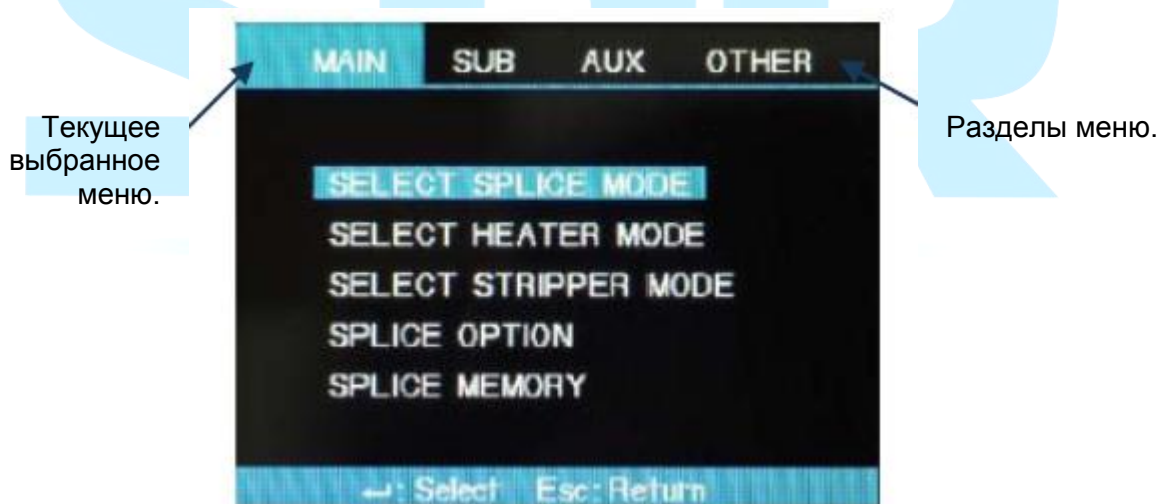 MAIN SUB AUX OTHER
Текущее
выбранное
меню.
Разделы меню.
SELECT SPLICE MODE
SELECT HEATER MODE
SELECT STRIPPER MODE
SPLICE OPTION
SPLICE MEMORY
↵: Select Esc: Return